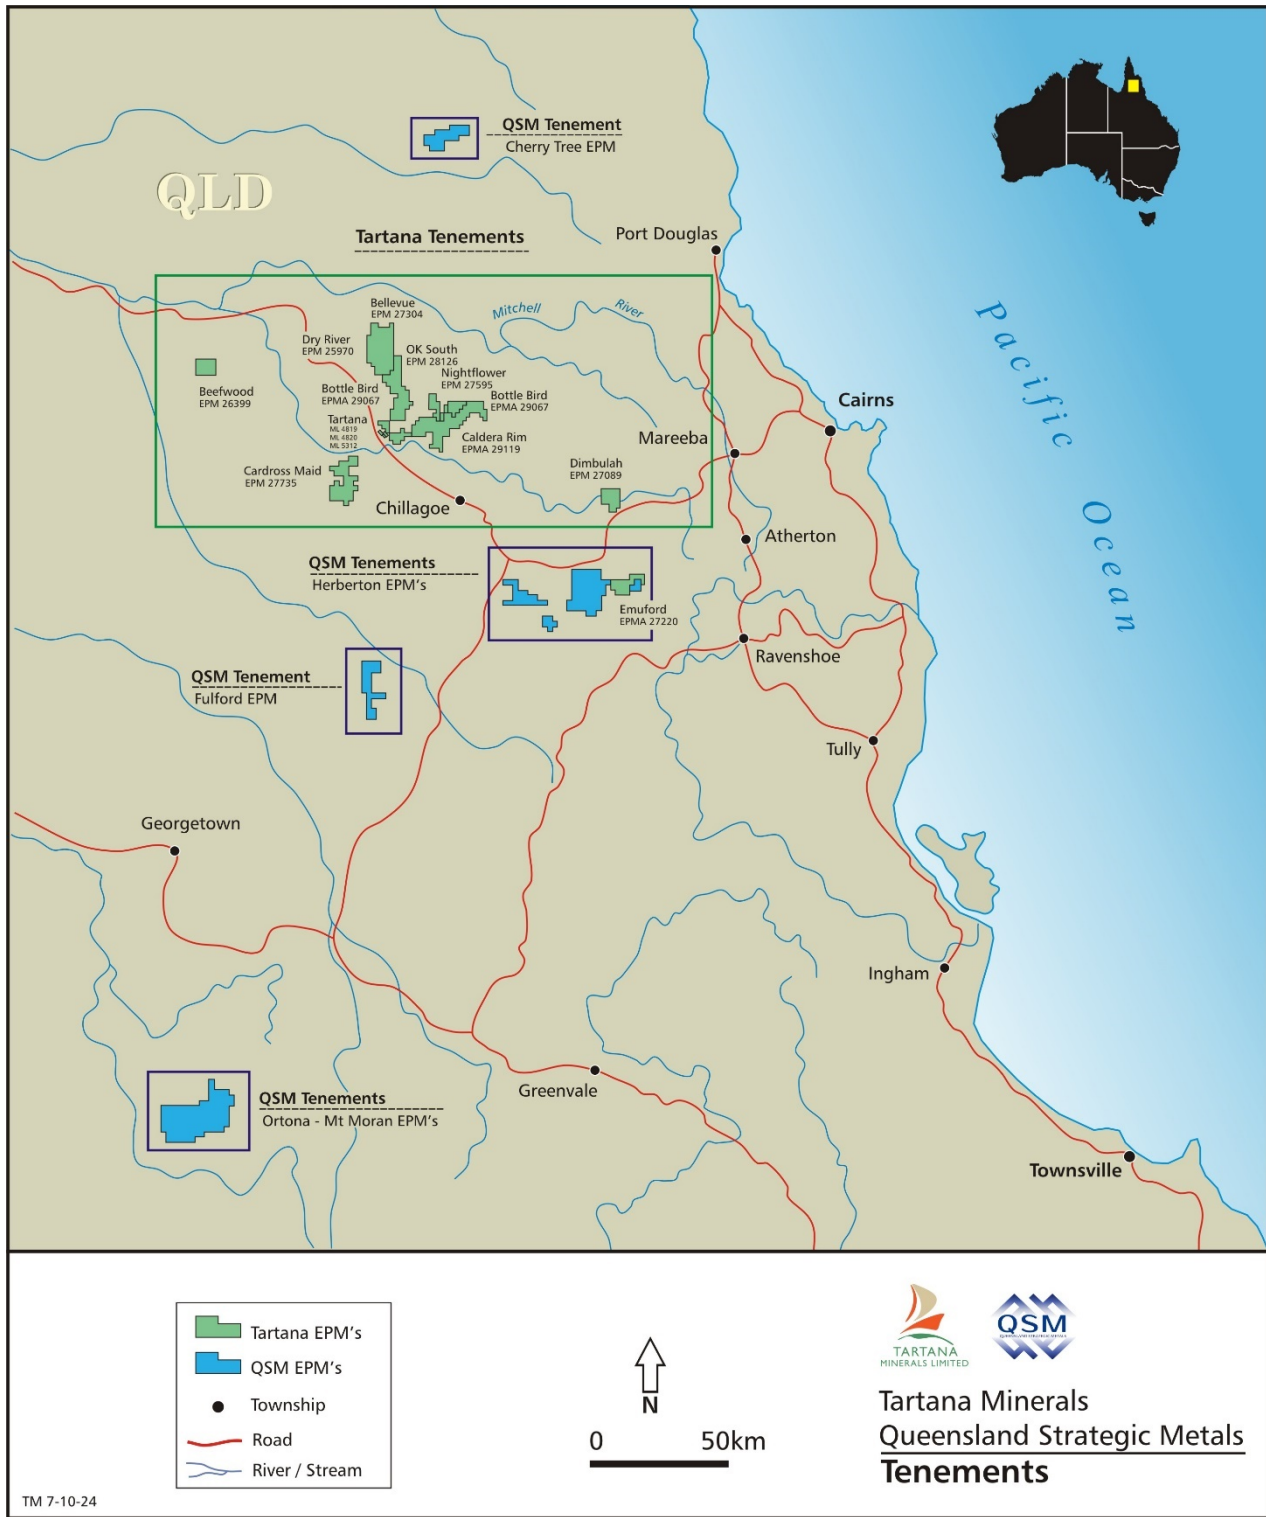 QSM Tenement
Cherry Tree EPM
QLD
Tartana Tenements
Port Douglas
Bellevue
EPM 27304
Mitchell River
Dry River
EPM 25970
OK South
EPM 28126
Nightflower
EPM 27595
Beefwood
EPM 26399
Bottle Bird
EPMA 29067
Bottle Bird
EPMA 29067
Tartana
ML 4819
ML 4820
ML 5312
Caldera Rim
EPMA 29119
Mareeba
Cairns
Pacific Ocean
Cardross Maid
EPM 27735
Dimbulah
EPM 27089
Chillagoe
Atherton
QSM Tenements
Herberton EPM's
Emuford
EPMA 27220
Ravenshoe
QSM Tenement
Fulford EPM
Tully
Georgetown
Ingham
Greenvale
QSM Tenements
Ortona - Mt Moran EPM's
Townsville
Tartana EPM's
QSM EPM's
Township
Road
River / Stream
N
0 50km
TARTANA
MINERALS LIMITED
QSM
QUEENSLAND STRATEGIC METALS
Tartana Minerals
Queensland Strategic Metals
Tenements
TM 7-10-24